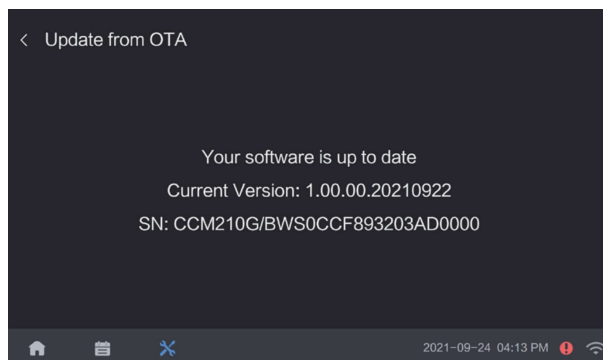 < Update from OTA
Your software is up to date
Current Version: 1.00.00.20210922
SN: CCM210G/BWS0CCF893203AD0000
2021-09-24 04:13 PM